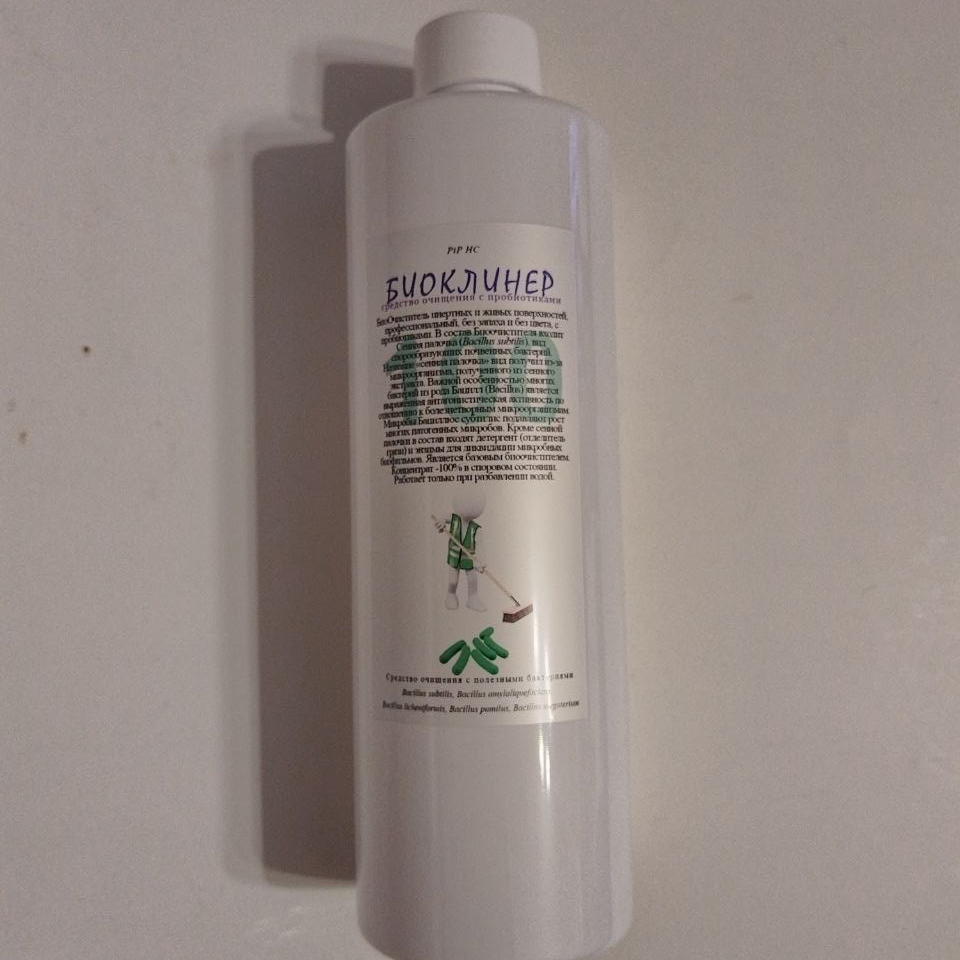 PiP HC
БИОКЛИНЕР
средство очищения с пробиотиками
БиоОчиститель инертных и живых поверхностей,
профессиональный, без запаха и без цвета, с
пробиотиками. В состав Биоочистителя входит
Сенная палочка (Bacillus subtilis), вид
спорообразующих почвенных бактерий.
Название «сенная палочка» вид получил из-за
микроорганизма, полученного из сенного
экстракта. Важной особенностью многих
бактерий из рода Бацилл (Bacillus) является
выраженная антагонистическая активность по
отношению к болезнетворным микроорганизмам.
Микробы Бациллюс субтилис подавляют рост
многих патогенных микробов. Кроме сенной
палочки в состав входят детергент (отделитель
грязи) и энзимы для ликвидации микробных
биофильмов. Является базовым биоочистителем.
Концентрат -100% в споровом состоянии.
Работает только при разбавлении водой.
Средство очищения с полезными бактериями
Bacillus subtilis, Bacillus amylaliquefaciens,
Bacillus licheniformis, Bacillus pumilus, Bacillus megaterium